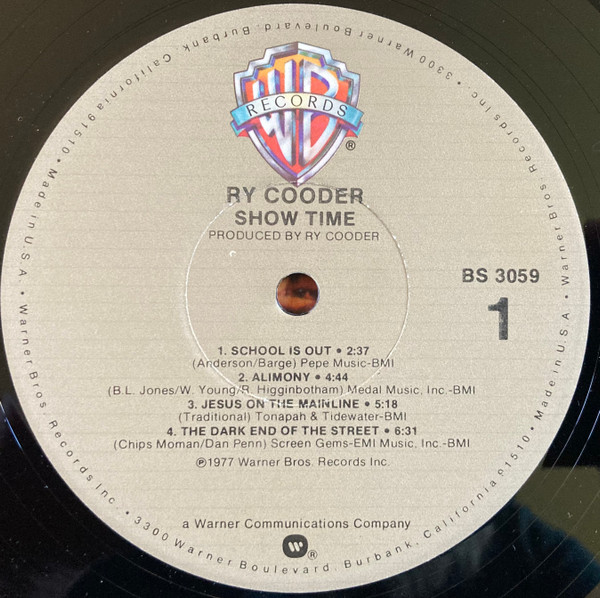 WB
RECORDS
®
RY COODER
SHOW TIME
PRODUCED BY RY COODER
BS 3059
1
1. SCHOOL IS OUT • 2:37
(Anderson/Barge) Pepe Music-BMI
2. ALIMONY • 4:44
(B.L. Jones/W. Young/R. Higginbotham) Medal Music, Inc.-BMI
3. JESUS ON THE MAINLINE • 5:18
(Traditional) Tonapah & Tidewater-BMI
4. THE DARK END OF THE STREET • 6:31
(Chips Moman/Dan Penn) Screen Gems-EMI Music, Inc.-BMI
℗1977 Warner Bros. Records Inc.
a Warner Communications Company
W ®
Warner Bros. Records Inc. • 3300 Warner Boulevard, Burbank, California 91510 • Made in U.S.A. • Warner Bros. Records Inc. • 3300 Warner Boulevard, Burbank, California 91510 • Made in U.S.A. •